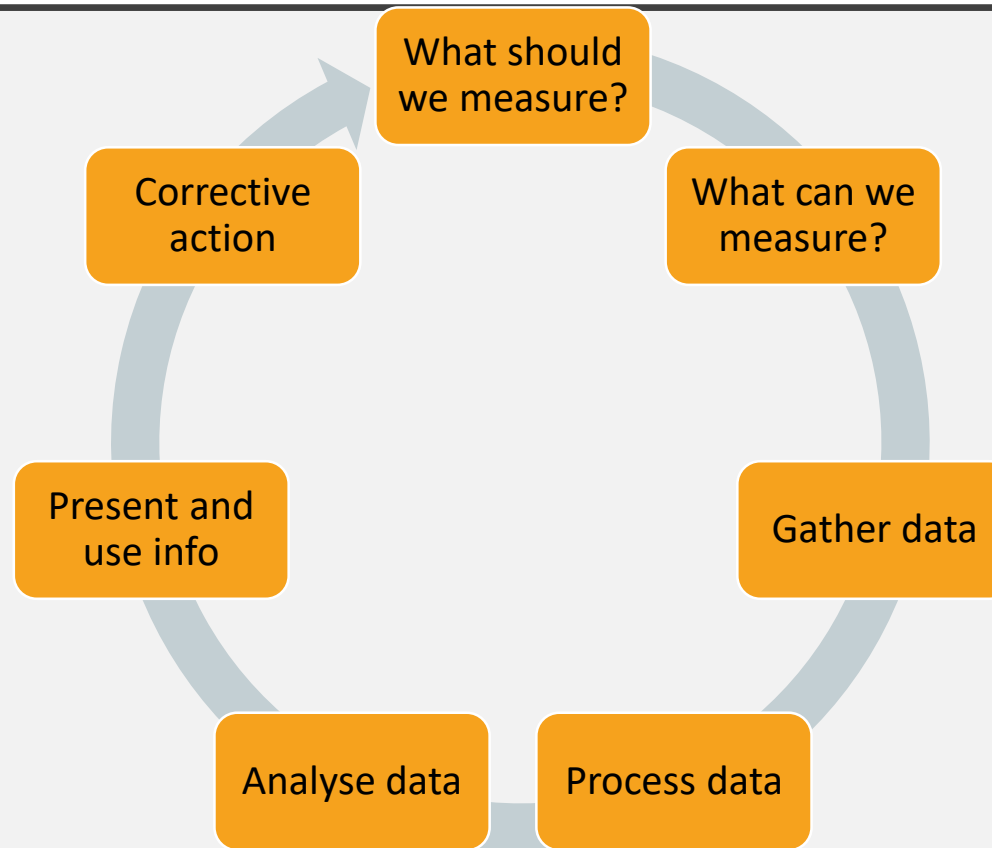 What should
we measure?
What can we
measure?
Gather data
Process data
Analyse data
Present and
use info
Corrective
action